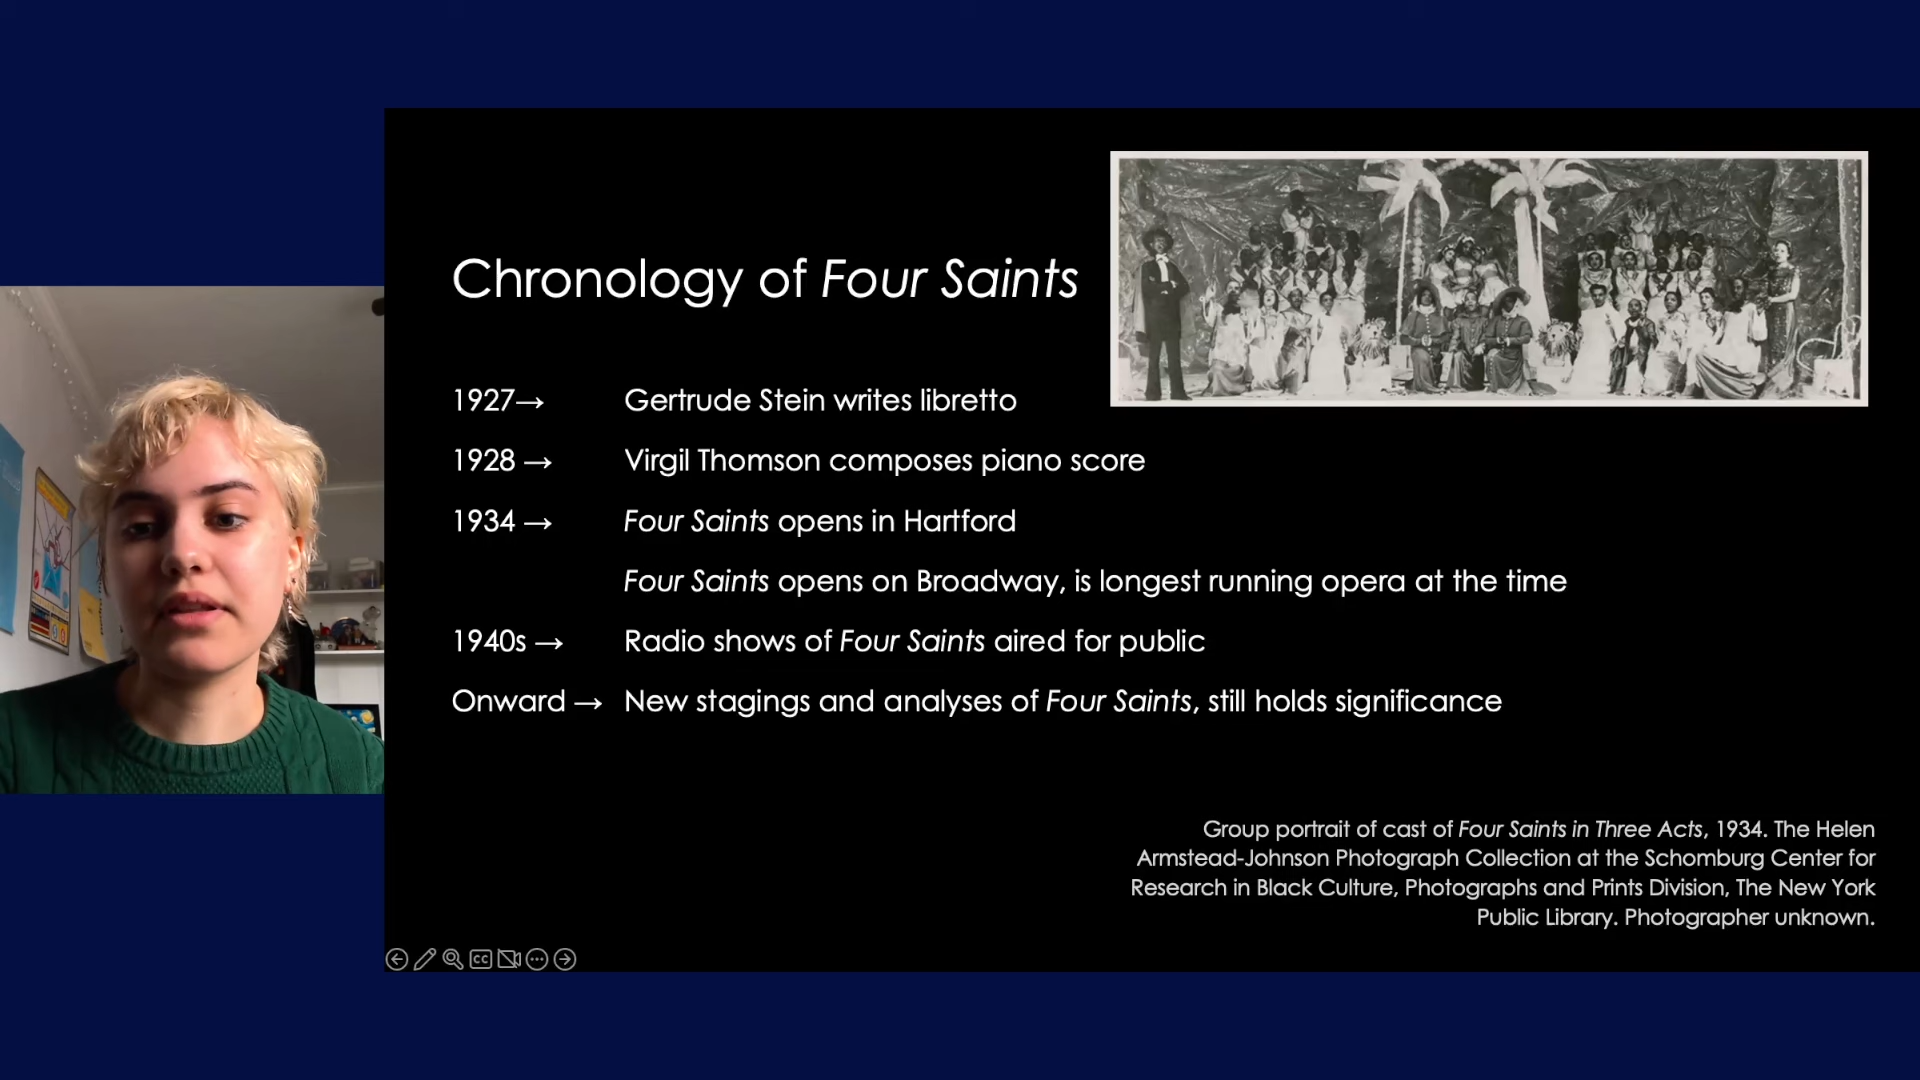 Chronology of Four Saints
1927→ Gertrude Stein writes libretto
1928 → Virgil Thomson composes piano score
1934 → Four Saints opens in Hartford
Four Saints opens on Broadway, is longest running opera at the time
1940s → Radio shows of Four Saints aired for public
Onward → New stagings and analyses of Four Saints, still holds significance
Group portrait of cast of Four Saints in Three Acts, 1934. The Helen
Armstead-Johnson Photograph Collection at the Schomburg Center for
Research in Black Culture, Photographs and Prints Division, The New York
Public Library. Photographer unknown.
CC